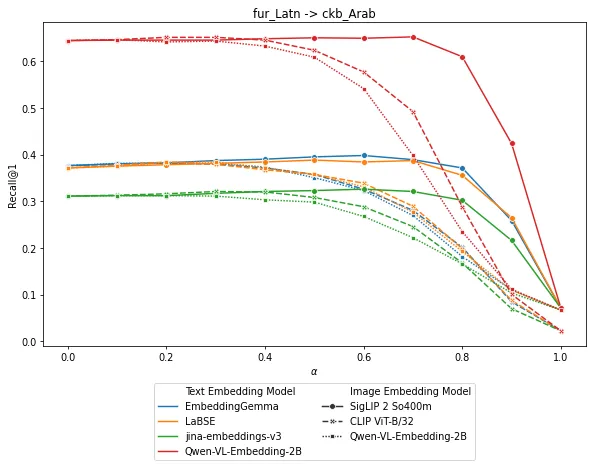 fur_Latn -> ckb_Arab
Recall@1
0.6
0.5
0.4
0.3
0.2
0.1
0.0
0.0 0.2 0.4 0.6 0.8 1.0
α
Text Embedding Model
EmbeddingGemma
LaBSE
jina-embeddings-v3
Qwen-VL-Embedding-2B
Image Embedding Model
SigLIP 2 So400m
CLIP ViT-B/32
Qwen-VL-Embedding-2B